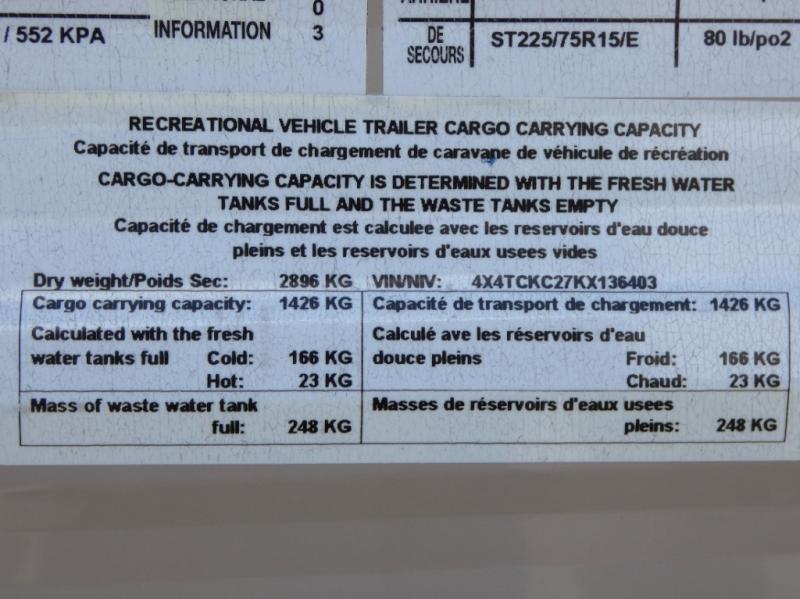 / 552 KPA
INFORMATION
0
3
DE
SECOURS
ST225/75R15/E
80 lb/po2
RECREATIONAL VEHICLE TRAILER CARGO CARRYING CAPACITY
Capacité de transport de chargement de caravane de véhicule de récréation
CARGO-CARRYING CAPACITY IS DETERMINED WITH THE FRESH WATER
TANKS FULL AND THE WASTE TANKS EMPTY
Capacité de chargement est calculee avec les reservoirs d'eau douce
pleins et les reservoirs d'eaux usees vides
Dry weight/Poids Sec: 2896 KG VIN/NIV: 4X4TCKC27KX136403
Cargo carrying capacity: 1426 KG Capacité de transport de chargement: 1426 KG
Calculated with the fresh Calculé ave les réservoirs d'eau
water tanks full Cold: 166 KG douce pleins Froid: 166 KG
Hot: 23 KG Chaud: 23 KG
Mass of waste water tank Masses de réservoirs d'eaux usees
full: 248 KG pleins: 248 KG